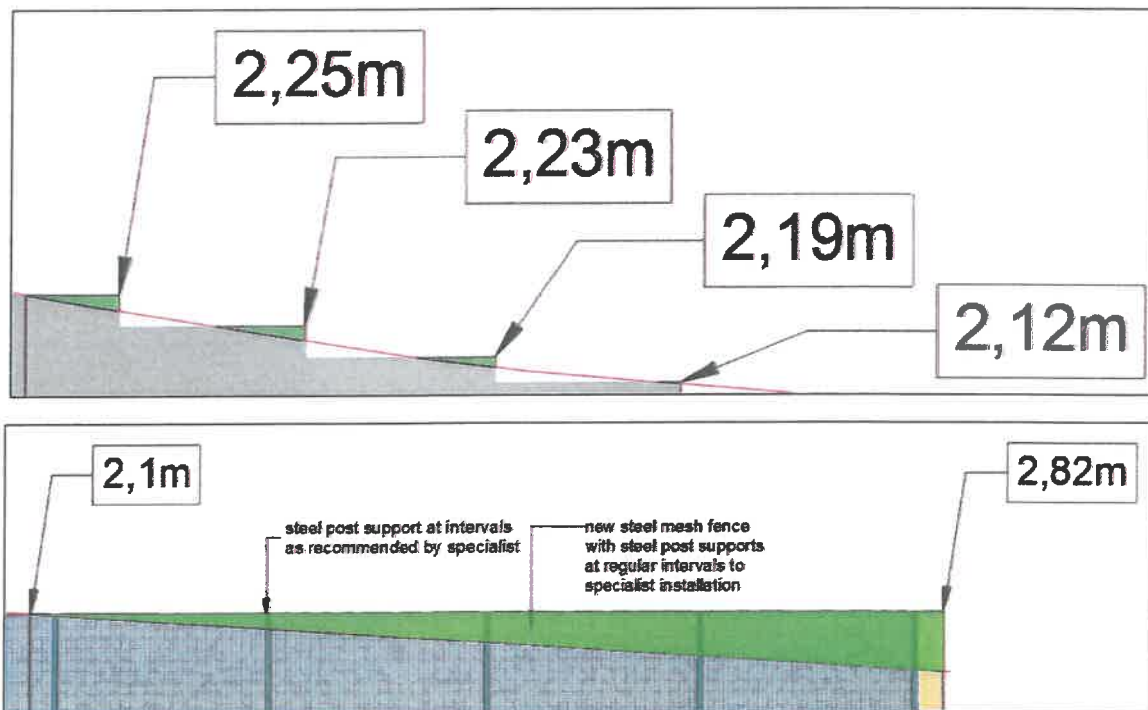 2,25m
2,23m
2,19m
2,12m
2,1m
2,82m
steel post support at intervals
as recommended by specialist
new steel mesh fence
with steel post supports
at regular intervals to
specialist installation